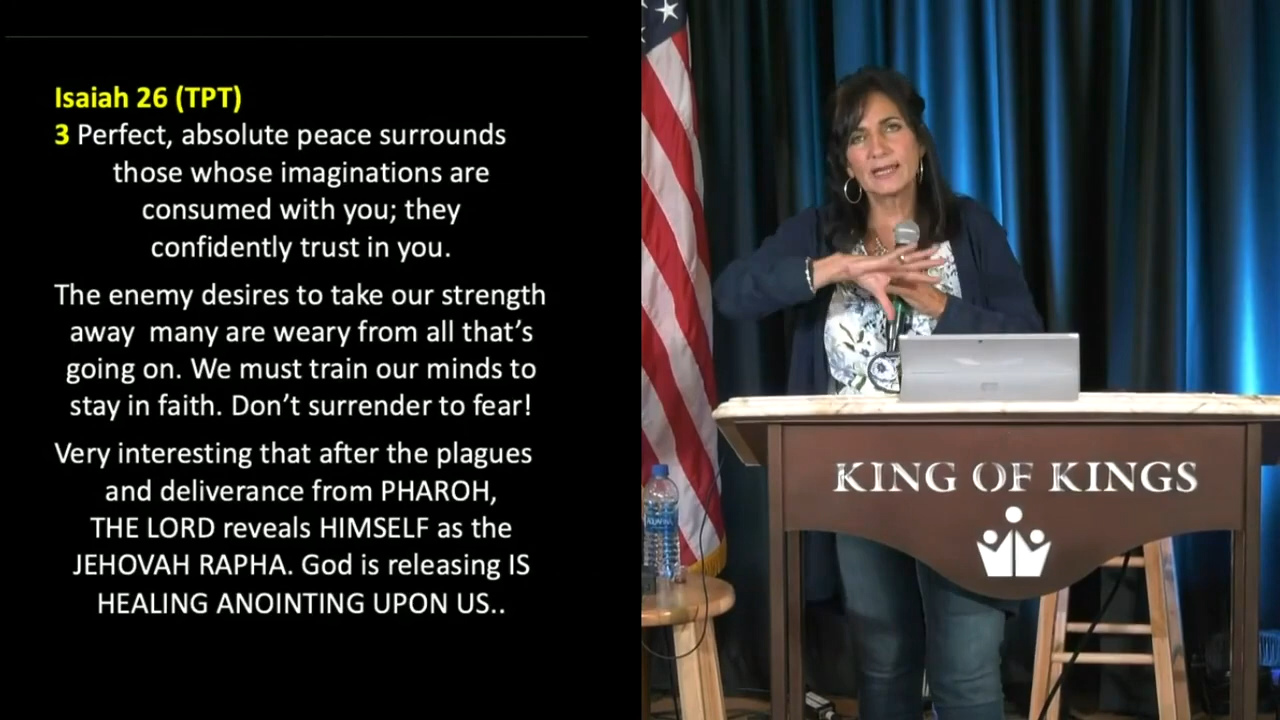 Isaiah 26 (TPT)
3 Perfect, absolute peace surrounds
those whose imaginations are
consumed with you; they
confidently trust in you.
The enemy desires to take our strength
away  many are weary from all that's
going on. We must train our minds to
stay in faith. Don't surrender to fear!
Very interesting that after the plagues
and deliverance from PHAROH,
THE LORD reveals HIMSELF as the
JEHOVAH RAPHA. God is releasing IS
HEALING ANOINTING UPON US..
KING OF KINGS